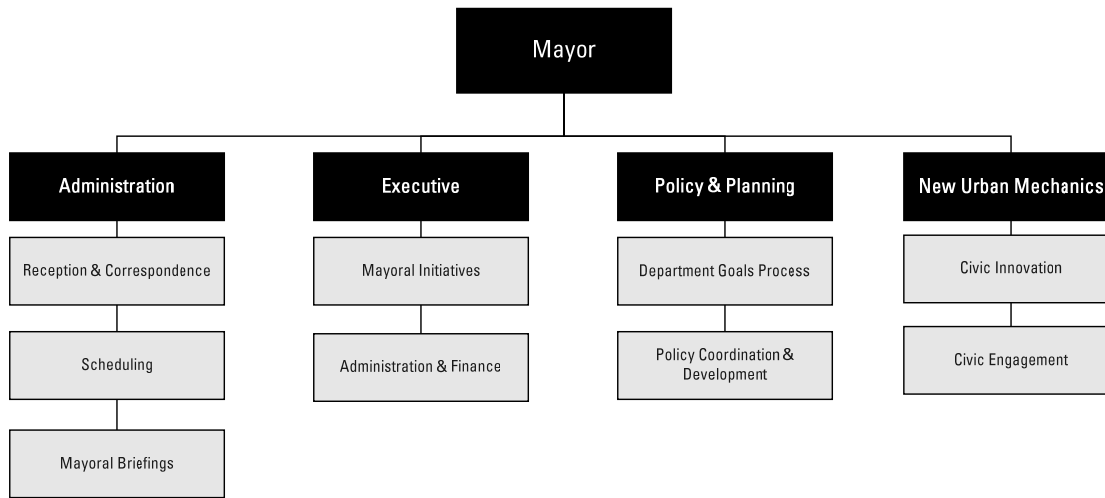 Mayor
Administration
Executive
Policy & Planning
New Urban Mechanics
Reception & Correspondence
Mayoral Initiatives
Department Goals Process
Civic Innovation
Scheduling
Administration & Finance
Policy Coordination &
Development
Civic Engagement
Mayoral Briefings